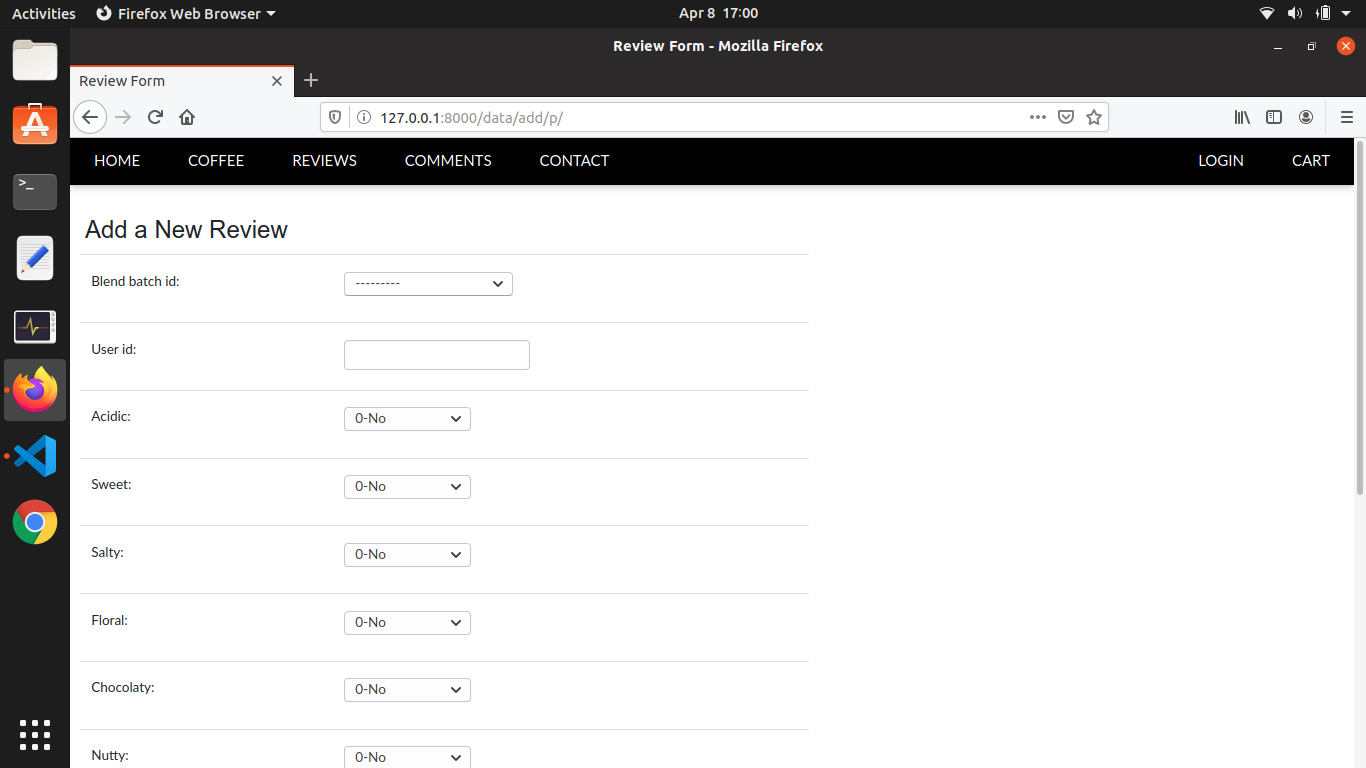 Activities Firefox Web Browser Apr 8 17:00
Review Form - Mozilla Firefox
Review Form
127.0.0.1:8000/data/add/p/
HOME COFFEE REVIEWS COMMENTS CONTACT LOGIN CART
Add a New Review
Blend batch id: ---------
User id:
Acidic: 0-No
Sweet: 0-No
Salty: 0-No
Floral: 0-No
Chocolaty: 0-No
Nutty: 0-No